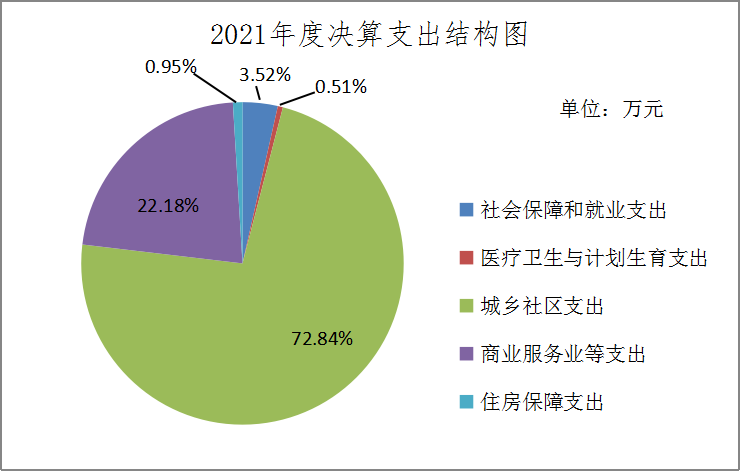 2021年度决算支出结构图
0.95%
3.52%
0.51%
单位：万元
22.18%
72.84%
社会保障和就业支出
医疗卫生与计划生育支出
城乡社区支出
商业服务业等支出
住房保障支出